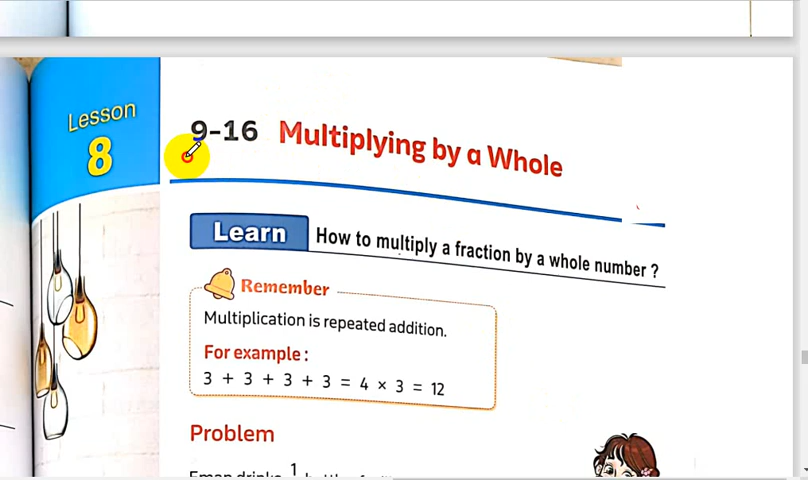 Lesson
8
9-16 Multiplying by a Whole
Learn How to multiply a fraction by a whole number ?
Remember
Multiplication is repeated addition.
For example :
3 + 3 + 3 + 3 = 4 × 3 = 12
Problem